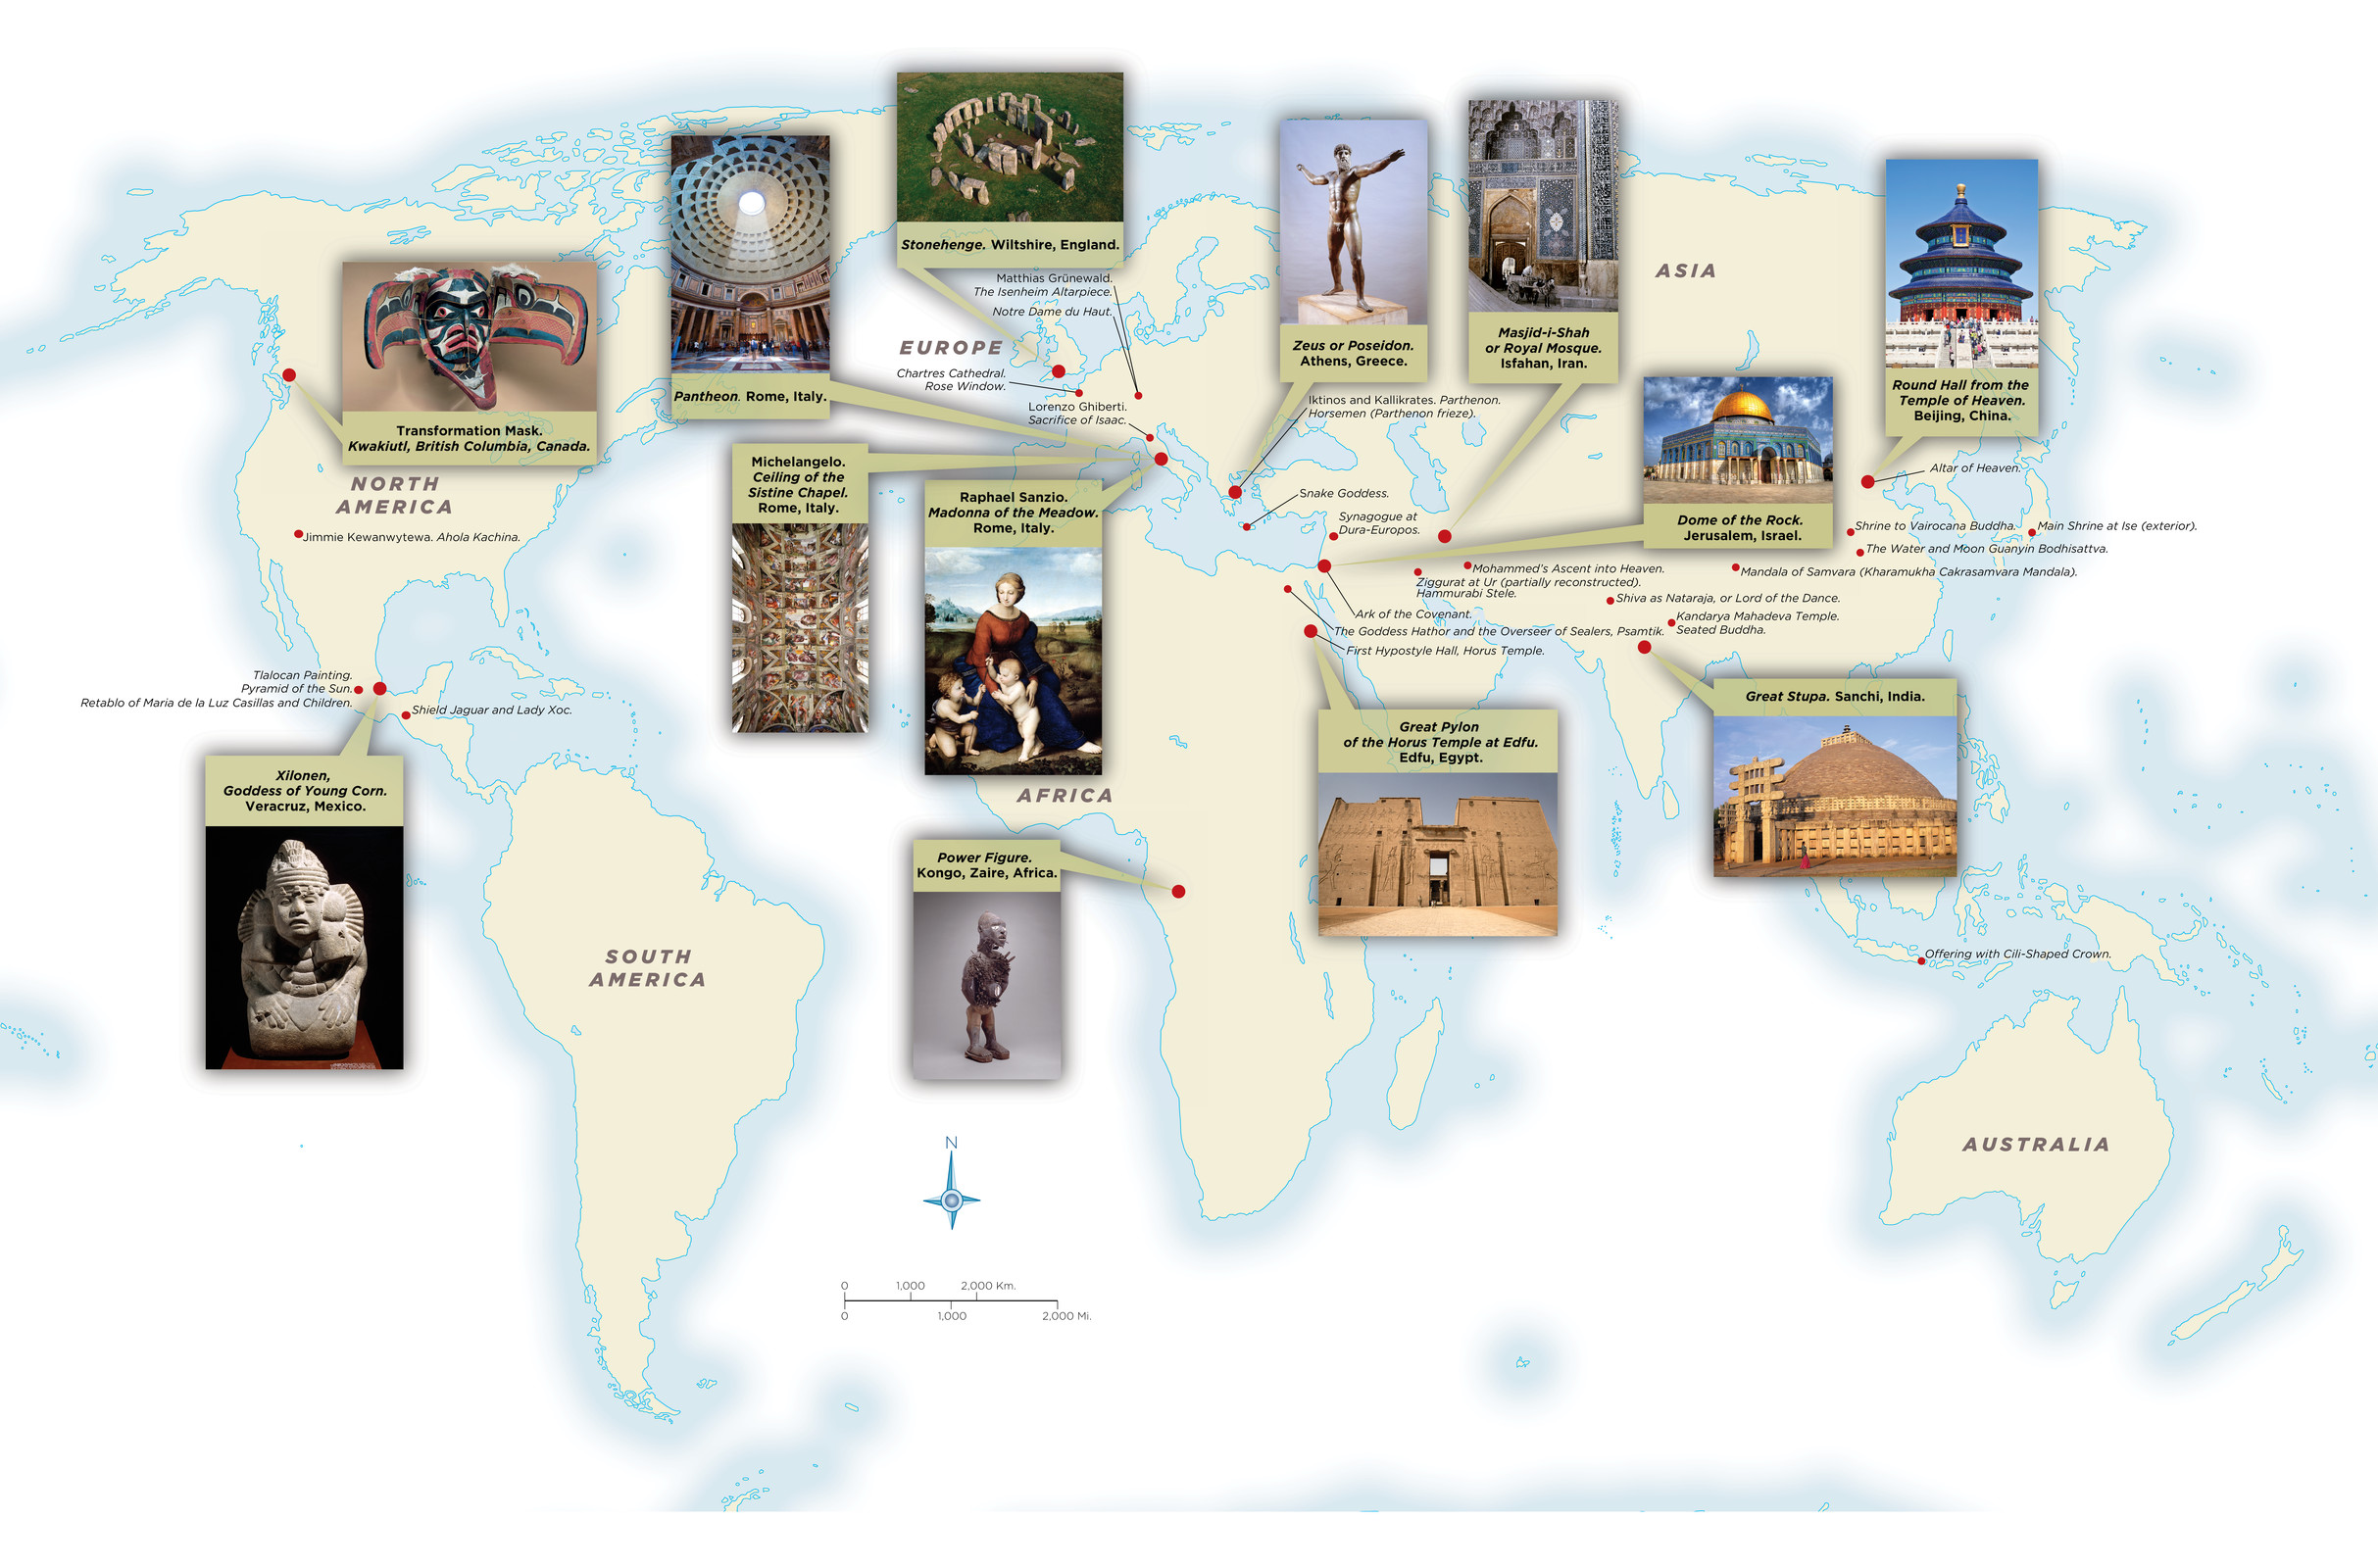 Stonehenge. Wiltshire, England.
Matthias Grünewald.
The Isenheim Altarpiece.
Notre Dame du Haut.
EUROPE
Chartres Cathedral.
Rose Window.
Lorenzo Ghiberti.
Sacrifice of Isaac.
Pantheon. Rome, Italy.
Transformation Mask.
Kwakiutl, British Columbia, Canada.
NORTH
AMERICA
Jimmie Kewanwytewa. Ahola Kachina.
Michelangelo.
Ceiling of the
Sistine Chapel.
Rome, Italy.
Raphael Sanzio.
Madonna of the Meadow.
Rome, Italy.
Zeus or Poseidon.
Athens, Greece.
Iktinos and Kallikrates. Parthenon.
Horsemen (Parthenon frieze).
Snake Goddess.
Synagogue at
Dura-Europos.
Masjid-i-Shah
or Royal Mosque.
Isfahan, Iran.
ASIA
Dome of the Rock.
Jerusalem, Israel.
Round Hall from the
Temple of Heaven.
Beijing, China.
Altar of Heaven.
Shrine to Vairocana Buddha.
Main Shrine at Ise (exterior).
The Water and Moon Guanyin Bodhisattva.
Mandala of Samvara (Kharamukha Cakrasamvara Mandala).
Mohammed's Ascent into Heaven.
Ziggurat at Ur (partially reconstructed).
Hammurabi Stele.
Shiva as Nataraja, or Lord of the Dance.
Ark of the Covenant.
Kandarya Mahadeva Temple.
Seated Buddha.
The Goddess Hathor and the Overseer of Sealers, Psamtik.
First Hypostyle Hall, Horus Temple.
Tlalocan Painting.
Pyramid of the Sun.
Retablo of Maria de la Luz Casillas and Children.
Shield Jaguar and Lady Xoc.
Xilonen,
Goddess of Young Corn.
Veracruz, Mexico.
Great Pylon
of the Horus Temple at Edfu.
Edfu, Egypt.
Great Stupa. Sanchi, India.
AFRICA
Power Figure.
Kongo, Zaire, Africa.
SOUTH
AMERICA
Offering with Cili-Shaped Crown.
AUSTRALIA
N
0 1,000 2,000 Km.
0 1,000 2,000 Mi.